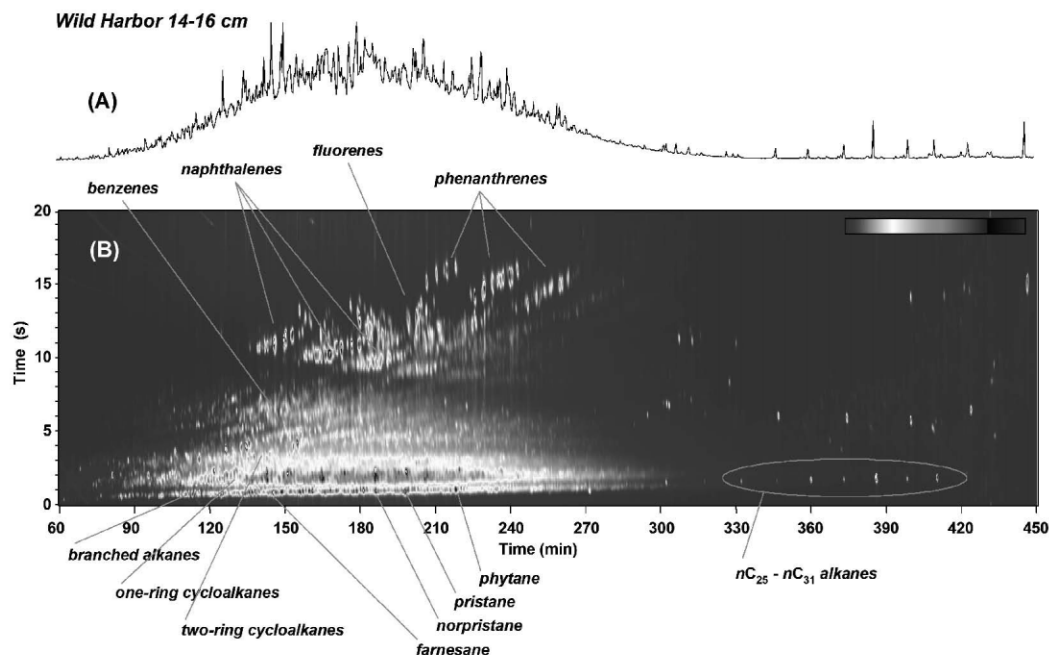 Wild Harbor 14-16 cm
(A)
fluorenes
naphthalenes
phenanthrenes
benzenes
20
(B)
15
10
5
0
Time (s)
60 90 120 150 180 210 240 270 300 330 360 390 420 450
Time (min)
branched alkanes
nC25 - nC31 alkanes
phytane
one-ring cycloalkanes
pristane
norpristane
two-ring cycloalkanes
farnesane